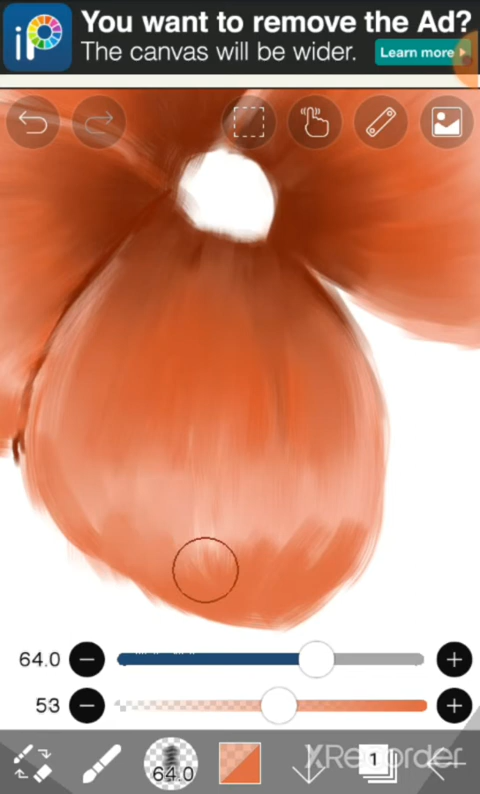 iP
You want to remove the Ad?
The canvas will be wider.
Learn more
64.0
53
64.0
1
XRecorder